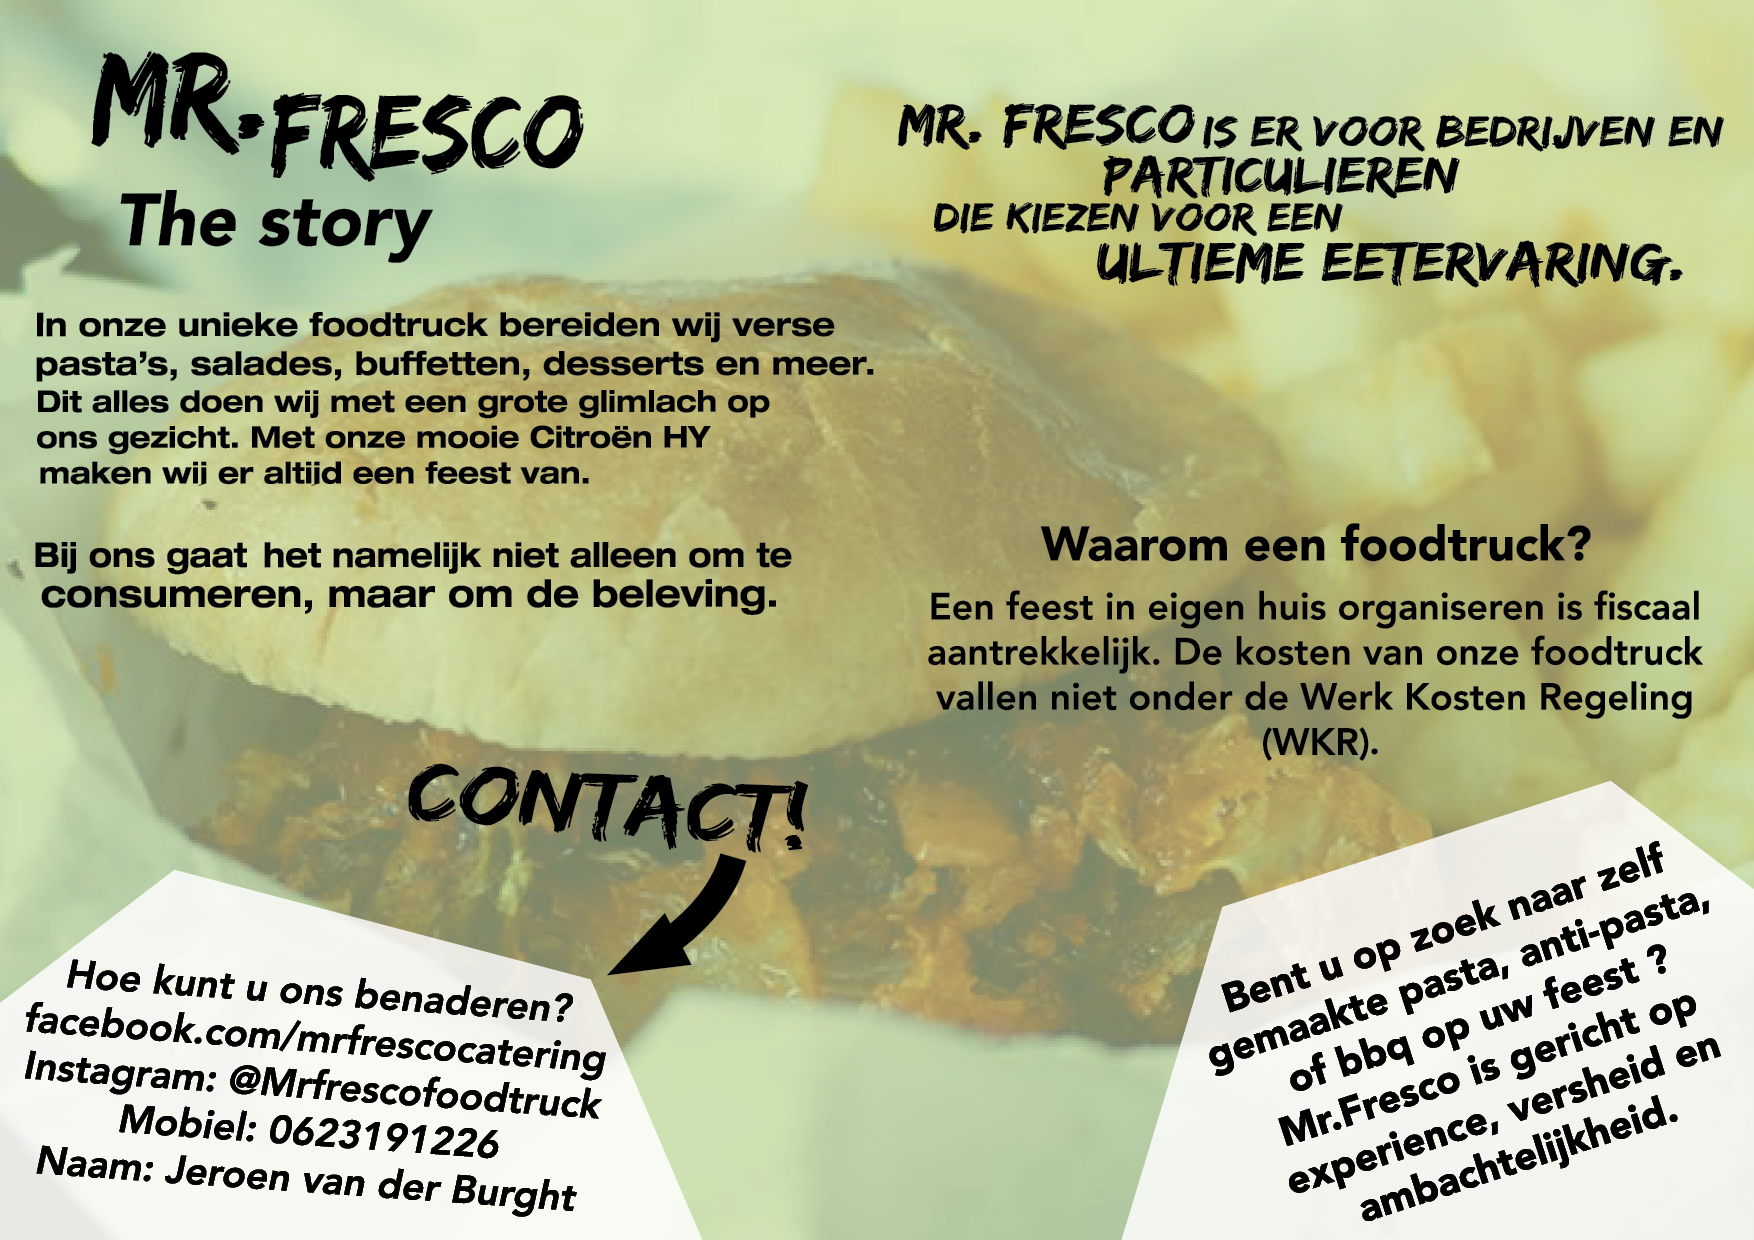 MR. FRESCO
The story
In onze unieke foodtruck bereiden wij verse
pasta's, salades, buffetten, desserts en meer.
Dit alles doen wij met een grote glimlach op
ons gezicht. Met onze mooie Citroën HY
maken wij er altijd een feest van.
Bij ons gaat het namelijk niet alleen om te
consumeren, maar om de beleving.
MR. FRESCO IS ER VOOR BEDRIJVEN EN
PARTICULIEREN
DIE KIEZEN VOOR EEN
ULTIEME EETERVARING.
Waarom een foodtruck?
Een feest in eigen huis organiseren is fiscaal
aantrekkelijk. De kosten van onze foodtruck
vallen niet onder de Werk Kosten Regeling
(WKR).
CONTACT!
Hoe kunt u ons benaderen?
facebook.com/mrfrescocatering
Instagram: @Mrfrescofoodtruck
Mobiel: 0623191226
Naam: Jeroen van der Burght
Bent u op zoek naar zelf
gemaakte pasta, anti-pasta,
of bbq op uw feest ?
Mr.Fresco is gericht op
experience, versheid en
ambachtelijkheid.